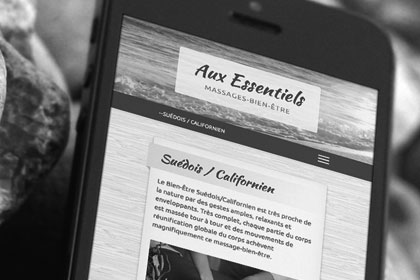 Aux Essentiels
MASSAGES-BIEN-ÊTRE
--SUÉDOIS / CALIFORNIEN
Suédois / Californien
Le Bien-Être Suédois/Californien est très proche de
la nature par des gestes amples, relaxants et
enveloppants. Très complet, chaque partie du corps
est massée tour à tour et des mouvements de
réunification globale du corps achèvent
magnifiquement ce massage-bien-être.